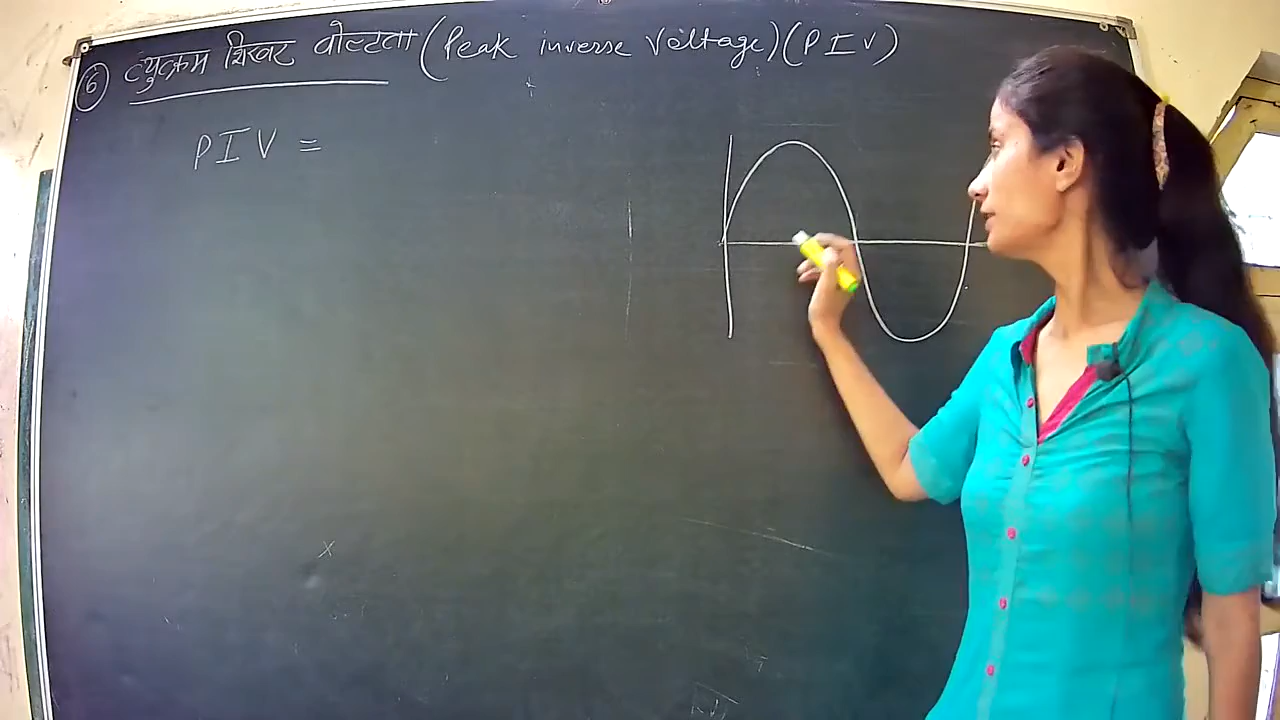 6 व्युत्क्रम शिखर वोल्टता (Peak inverse Voltage) (PIV)
PIV =